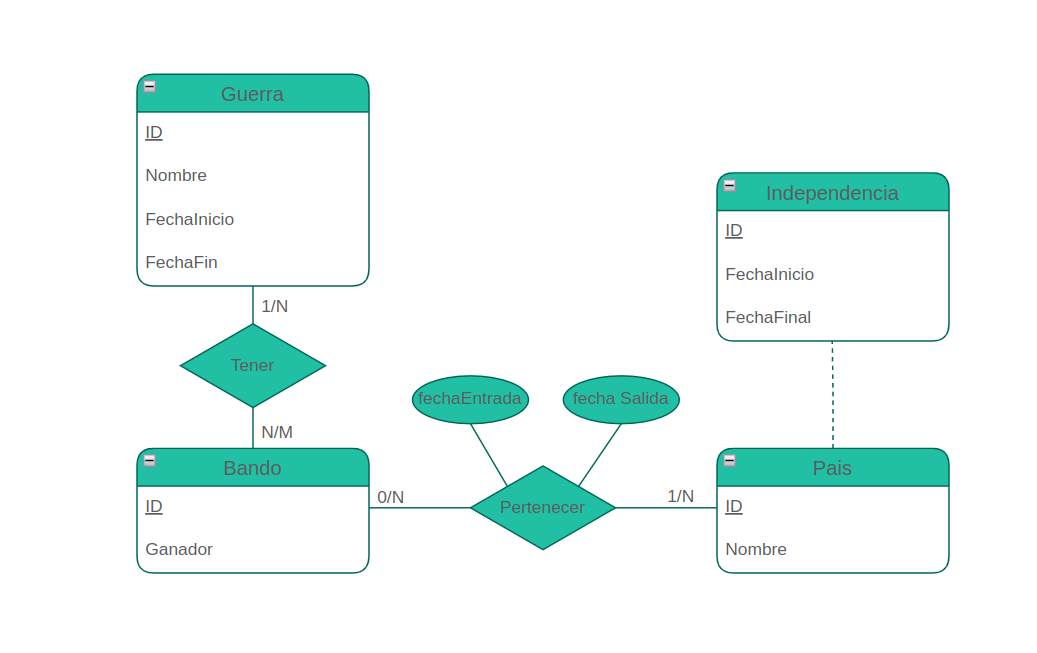 Guerra
ID
Nombre
FechaInicio
FechaFin
1/N
Tener
N/M
Bando
ID
Ganador
0/N
fechaEntrada
fecha Salida
Pertenecer
1/N
Independencia
ID
FechaInicio
FechaFinal
Pais
ID
Nombre